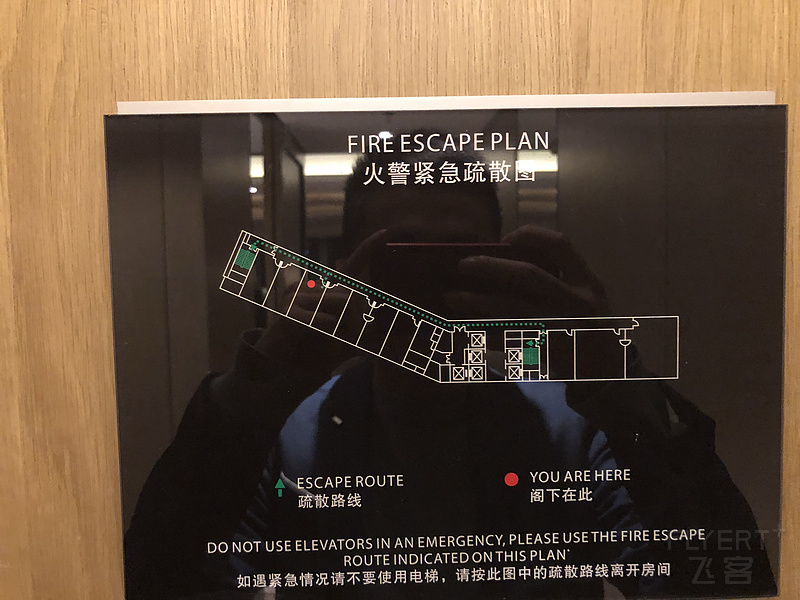 FIRE ESCAPE PLAN
火警紧急疏散图
ESCAPE ROUTE
疏散路线
YOU ARE HERE
阁下在此
DO NOT USE ELEVATORS IN AN EMERGENCY, PLEASE USE THE FIRE ESCAPE
ROUTE INDICATED ON THIS PLAN
如遇紧急情况请不要使用电梯，请按此图中的疏散路线离开房间
FLYERT
飞客